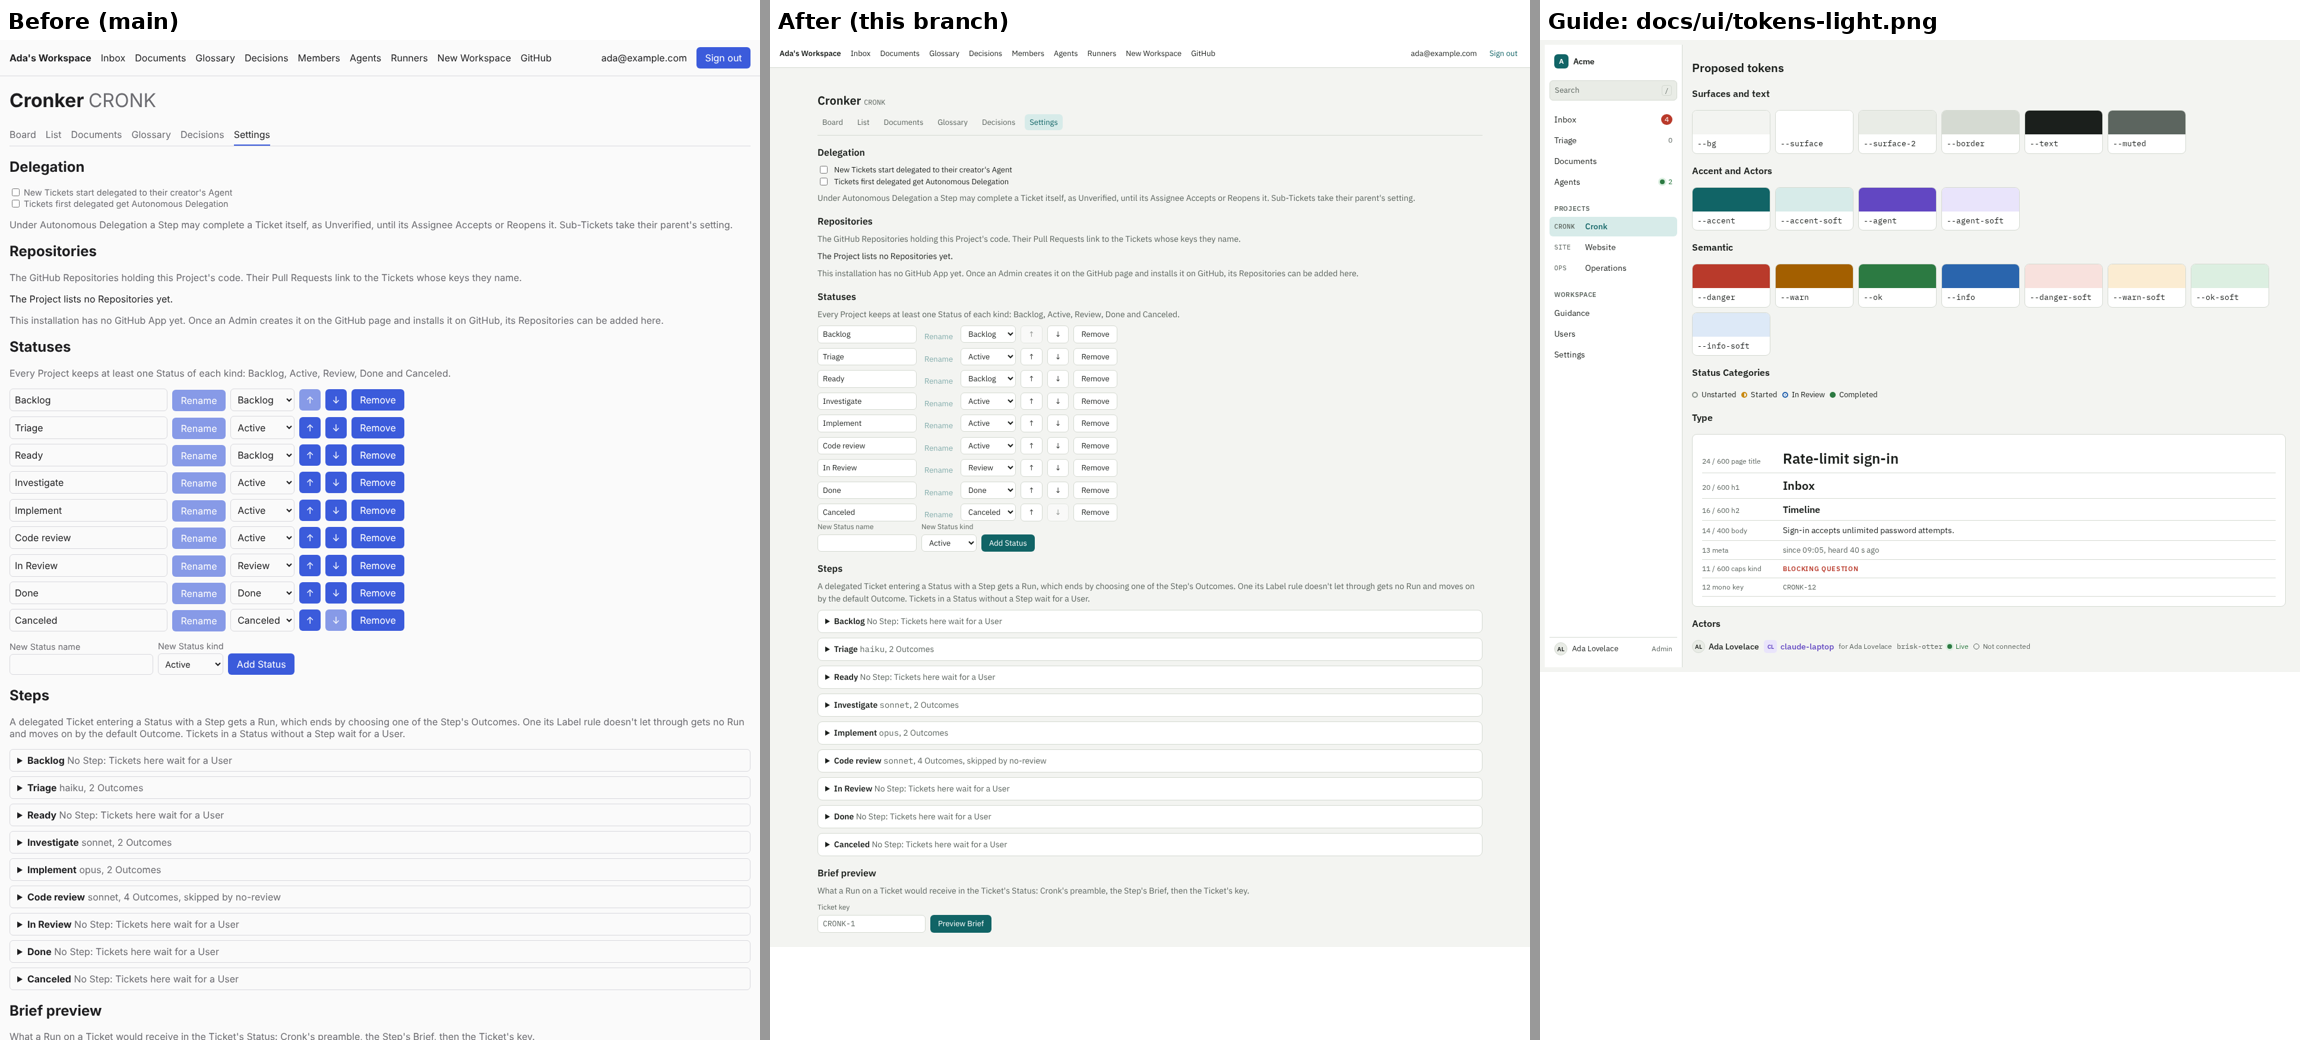 Before (main)
Ada's Workspace Inbox Documents Glossary Decisions Members Agents Runners New Workspace GitHub ada@example.com Sign out
Cronker CRONK
Board List Documents Glossary Decisions Settings
Delegation
New Tickets start delegated to their creator's Agent
Tickets first delegated get Autonomous Delegation
Under Autonomous Delegation a Step may complete a Ticket itself, as Unverified, until its Assignee Accepts or Reopens it. Sub-Tickets take their parent's setting.
Repositories
The GitHub Repositories holding this Project's code. Their Pull Requests link to the Tickets whose keys they name.
The Project lists no Repositories yet.
This installation has no GitHub App yet. Once an Admin creates it on the GitHub page and installs it on GitHub, its Repositories can be added here.
Statuses
Every Project keeps at least one Status of each kind: Backlog, Active, Review, Done and Canceled.
Backlog Rename Backlog ↑ ↓ Remove
Triage Rename Active ↑ ↓ Remove
Ready Rename Backlog ↑ ↓ Remove
Investigate Rename Active ↑ ↓ Remove
Implement Rename Active ↑ ↓ Remove
Code review Rename Active ↑ ↓ Remove
In Review Rename Review ↑ ↓ Remove
Done Rename Done ↑ ↓ Remove
Canceled Rename Canceled ↑ ↓ Remove
New Status name New Status kind
Active Add Status
Steps
A delegated Ticket entering a Status with a Step gets a Run, which ends by choosing one of the Step's Outcomes. One its Label rule doesn't let through gets no Run
and moves on by the default Outcome. Tickets in a Status without a Step wait for a User.
Backlog No Step: Tickets here wait for a User
Triage haiku, 2 Outcomes
Ready No Step: Tickets here wait for a User
Investigate sonnet, 2 Outcomes
Implement opus, 2 Outcomes
Code review sonnet, 4 Outcomes, skipped by no-review
In Review No Step: Tickets here wait for a User
Done No Step: Tickets here wait for a User
Canceled No Step: Tickets here wait for a User
Brief preview
What a Run on a Ticket would receive in the Ticket's Status: Cronk's preamble, the Step's Brief, then the Ticket's key.
After (this branch)
Ada's Workspace Inbox Documents Glossary Decisions Members Agents Runners New Workspace GitHub ada@example.com Sign out
Cronker CRONK
Board List Documents Glossary Decisions Settings
Delegation
New Tickets start delegated to their creator's Agent
Tickets first delegated get Autonomous Delegation
Under Autonomous Delegation a Step may complete a Ticket itself, as Unverified, until its Assignee Accepts or Reopens it. Sub-Tickets take their parent's setting.
Repositories
The GitHub Repositories holding this Project's code. Their Pull Requests link to the Tickets whose keys they name.
The Project lists no Repositories yet.
This installation has no GitHub App yet. Once an Admin creates it on the GitHub page and installs it on GitHub, its Repositories can be added here.
Statuses
Every Project keeps at least one Status of each kind: Backlog, Active, Review, Done and Canceled.
Backlog Rename Backlog ↑ ↓ Remove
Triage Rename Active ↑ ↓ Remove
Ready Rename Backlog ↑ ↓ Remove
Investigate Rename Active ↑ ↓ Remove
Implement Rename Active ↑ ↓ Remove
Code review Rename Active ↑ ↓ Remove
In Review Rename Review ↑ ↓ Remove
Done Rename Done ↑ ↓ Remove
Canceled Rename Canceled ↑ ↓ Remove
New Status name New Status kind
Active Add Status
Steps
A delegated Ticket entering a Status with a Step gets a Run, which ends by choosing one of the Step's Outcomes. One its Label rule doesn't let through gets no Run and moves on
by the default Outcome. Tickets in a Status without a Step wait for a User.
Backlog No Step: Tickets here wait for a User
Triage haiku, 2 Outcomes
Ready No Step: Tickets here wait for a User
Investigate sonnet, 2 Outcomes
Implement opus, 2 Outcomes
Code review sonnet, 4 Outcomes, skipped by no-review
In Review No Step: Tickets here wait for a User
Done No Step: Tickets here wait for a User
Canceled No Step: Tickets here wait for a User
Brief preview
What a Run on a Ticket would receive in the Ticket's Status: Cronk's preamble, the Step's Brief, then the Ticket's key.
Ticket key
CRONK-1 Preview Brief
Guide: docs/ui/tokens-light.png
A Acme
Search /
Inbox 4
Triage 0
Documents
Agents 2
PROJECTS
CRONK Cronk
SITE Website
OPS Operations
WORKSPACE
Guidance
Users
Settings
AL Ada Lovelace Admin
Proposed tokens
Surfaces and text
--bg --surface --surface-2 --border --text --muted
Accent and Actors
--accent --accent-soft --agent --agent-soft
Semantic
--danger --warn --ok --info --danger-soft --warn-soft --ok-soft
--info-soft
Status Categories
Unstarted Started In Review Completed
Type
24 / 600 page title Rate-limit sign-in
20 / 600 h1 Inbox
16 / 600 h2 Timeline
14 / 400 body Sign-in accepts unlimited password attempts.
13 meta since 09:05, heard 40 s ago
11 / 600 caps kind BLOCKING QUESTION
12 mono key CRONK-12
Actors
AL Ada Lovelace CL claude-laptop for Ada Lovelace brisk-otter Live Not connected